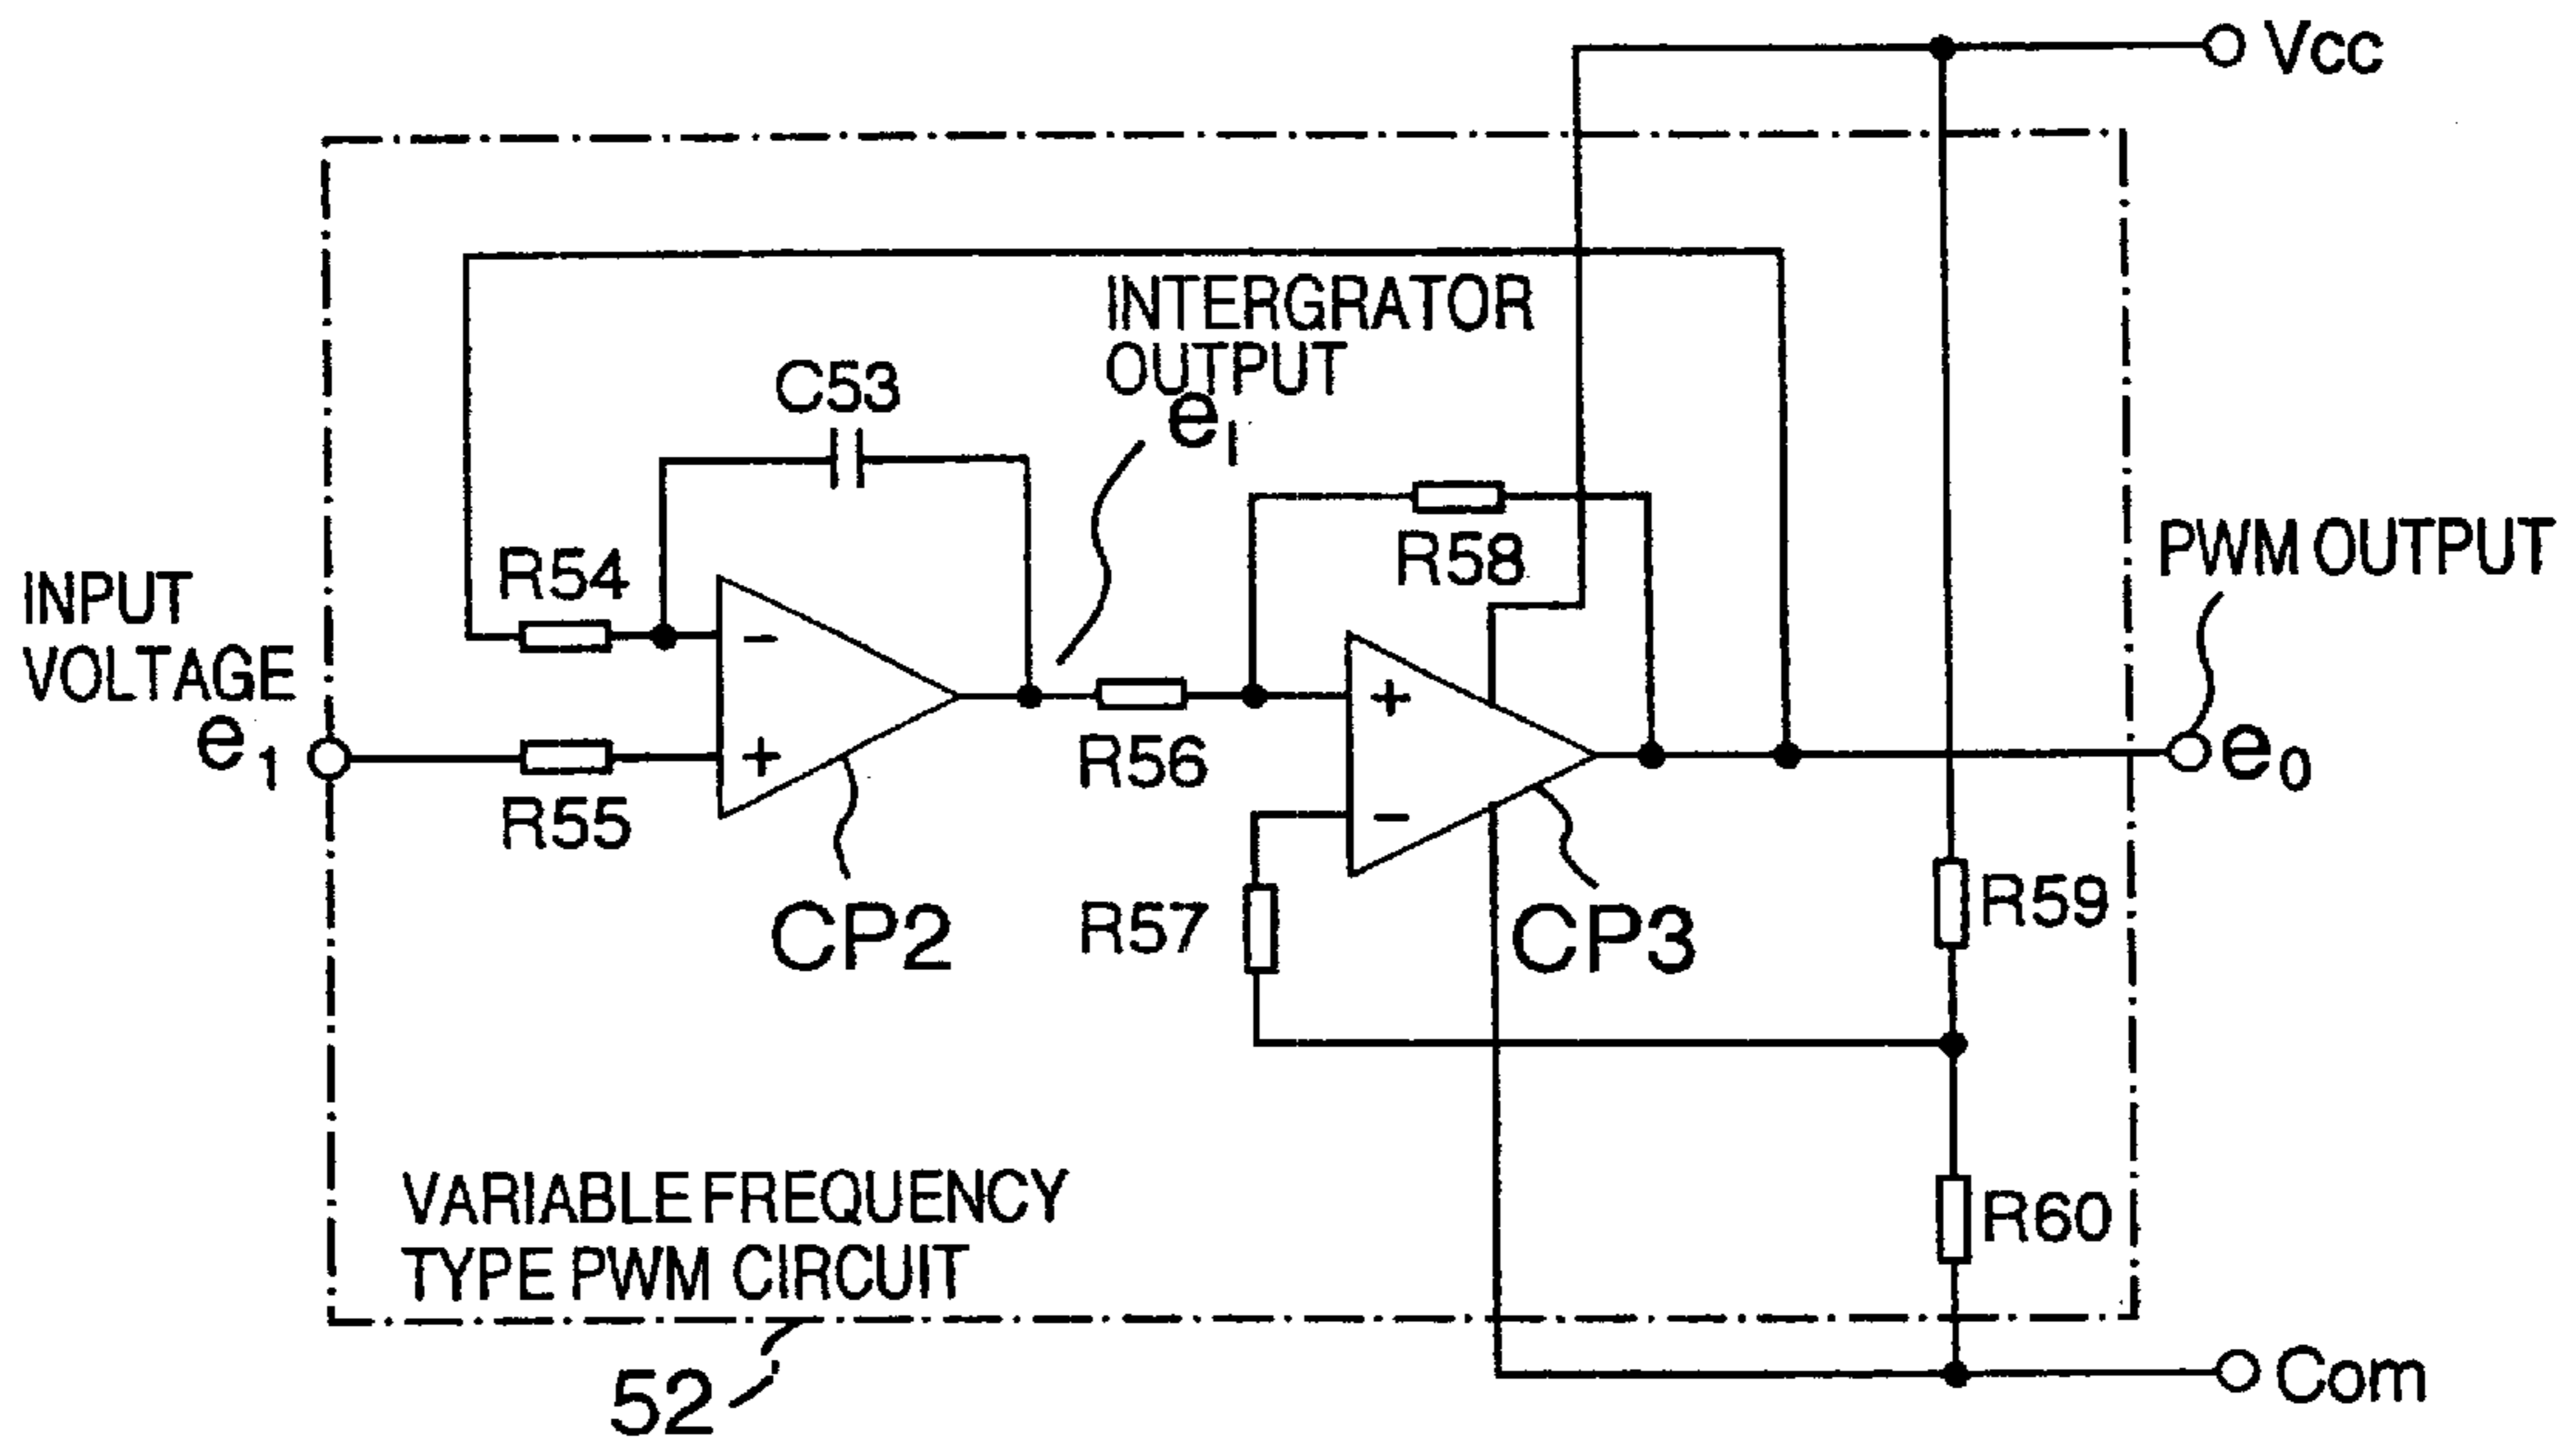 Vcc
INTERGRATOR
OUTPUT
eI
C53
R54
R58
PWM OUTPUT
INPUT
VOLTAGE
e1
R55
R56
e0
CP2
R57
CP3
R59
VARIABLE FREQUENCY
TYPE PWM CIRCUIT
R60
52
Com
- + + -